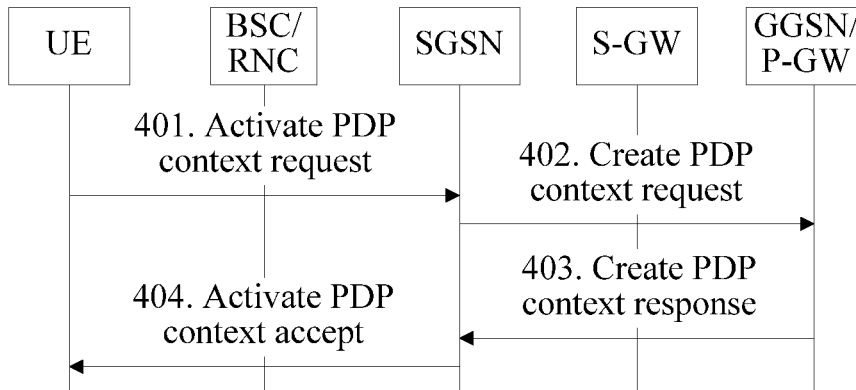 UE
BSC/
RNC
SGSN
S-GW
GGSN/
P-GW
401. Activate PDP
context request
402. Create PDP
context request
403. Create PDP
context response
404. Activate PDP
context accept